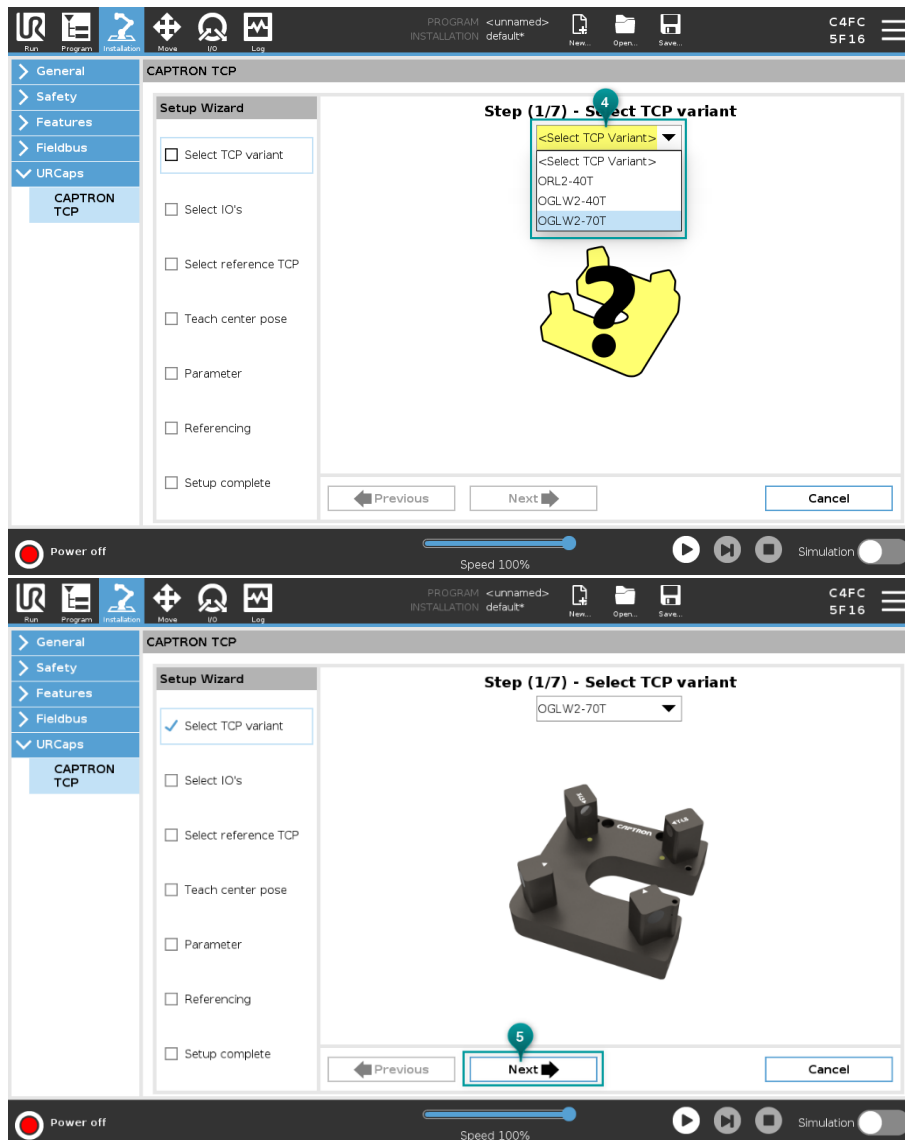 PROGRAM <unnamed>
INSTALLATION default*
C4FC
5F16
Run Program Installation Move I/O Log New... Open... Save...
General
CAPTRON TCP
Safety
Features
Fieldbus
URCaps
CAPTRON
TCP
Setup Wizard
Select TCP variant
Select IO's
Select reference TCP
Teach center pose
Parameter
Referencing
Setup complete
4
Step (1/7) - Select TCP variant
<Select TCP Variant>
<Select TCP Variant>
ORL2-40T
OGLW2-40T
OGLW2-70T
?
Previous Next Cancel
Power off
Speed 100%
Simulation
PROGRAM <unnamed>
INSTALLATION default*
C4FC
5F16
Run Program Installation Move I/O Log New... Open... Save...
General
CAPTRON TCP
Safety
Features
Fieldbus
URCaps
CAPTRON
TCP
Setup Wizard
Select TCP variant
Select IO's
Select reference TCP
Teach center pose
Parameter
Referencing
Setup complete
Step (1/7) - Select TCP variant
OGLW2-70T
CAPTRON
5
Previous Next Cancel
Power off
Speed 100%
Simulation